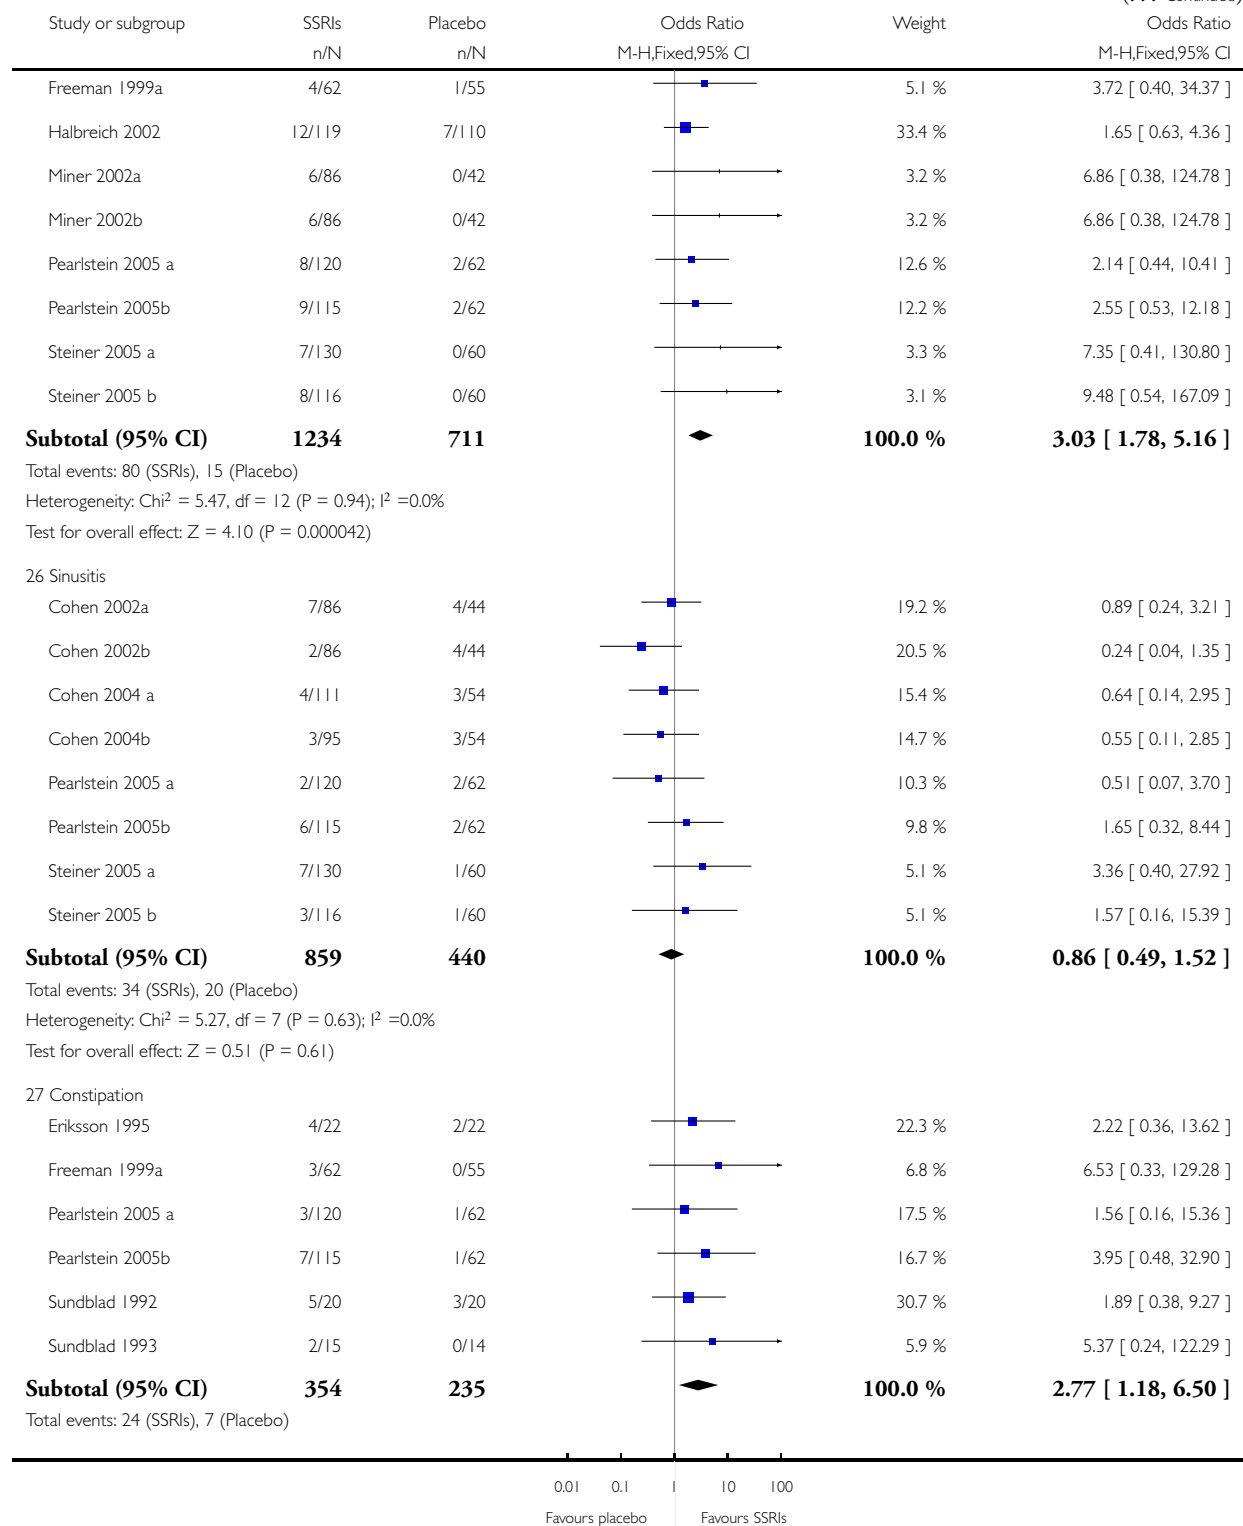 Study or subgroup SSRIs Placebo Odds Ratio Weight Odds Ratio
n/N n/N M-H,Fixed,95% CI M-H,Fixed,95% CI
Freeman 1999a 4/62 1/55 5.1 % 3.72 [ 0.40, 34.37 ]
Halbreich 2002 12/119 7/110 33.4 % 1.65 [ 0.63, 4.36 ]
Miner 2002a 6/86 0/42 3.2 % 6.86 [ 0.38, 124.78 ]
Miner 2002b 6/86 0/42 3.2 % 6.86 [ 0.38, 124.78 ]
Pearlstein 2005 a 8/120 2/62 12.6 % 2.14 [ 0.44, 10.41 ]
Pearlstein 2005b 9/115 2/62 12.2 % 2.55 [ 0.53, 12.18 ]
Steiner 2005 a 7/130 0/60 3.3 % 7.35 [ 0.41, 130.80 ]
Steiner 2005 b 8/116 0/60 3.1 % 9.48 [ 0.54, 167.09 ]
Subtotal (95% CI) 1234 711 100.0 % 3.03 [ 1.78, 5.16 ]
Total events: 80 (SSRIs), 15 (Placebo)
Heterogeneity: Chi² = 5.47, df = 12 (P = 0.94); I² =0.0%
Test for overall effect: Z = 4.10 (P = 0.000042)
26 Sinusitis
Cohen 2002a 7/86 4/44 19.2 % 0.89 [ 0.24, 3.21 ]
Cohen 2002b 2/86 4/44 20.5 % 0.24 [ 0.04, 1.35 ]
Cohen 2004 a 4/111 3/54 15.4 % 0.64 [ 0.14, 2.95 ]
Cohen 2004b 3/95 3/54 14.7 % 0.55 [ 0.11, 2.85 ]
Pearlstein 2005 a 2/120 2/62 10.3 % 0.51 [ 0.07, 3.70 ]
Pearlstein 2005b 6/115 2/62 9.8 % 1.65 [ 0.32, 8.44 ]
Steiner 2005 a 7/130 1/60 5.1 % 3.36 [ 0.40, 27.92 ]
Steiner 2005 b 3/116 1/60 5.1 % 1.57 [ 0.16, 15.39 ]
Subtotal (95% CI) 859 440 100.0 % 0.86 [ 0.49, 1.52 ]
Total events: 34 (SSRIs), 20 (Placebo)
Heterogeneity: Chi² = 5.27, df = 7 (P = 0.63); I² =0.0%
Test for overall effect: Z = 0.51 (P = 0.61)
27 Constipation
Eriksson 1995 4/22 2/22 22.3 % 2.22 [ 0.36, 13.62 ]
Freeman 1999a 3/62 0/55 6.8 % 6.53 [ 0.33, 129.28 ]
Pearlstein 2005 a 3/120 1/62 17.5 % 1.56 [ 0.16, 15.36 ]
Pearlstein 2005b 7/115 1/62 16.7 % 3.95 [ 0.48, 32.90 ]
Sundblad 1992 5/20 3/20 30.7 % 1.89 [ 0.38, 9.27 ]
Sundblad 1993 2/15 0/14 5.9 % 5.37 [ 0.24, 122.29 ]
Subtotal (95% CI) 354 235 100.0 % 2.77 [ 1.18, 6.50 ]
Total events: 24 (SSRIs), 7 (Placebo)
0.01 0.1 1 10 100
Favours placebo Favours SSRIs